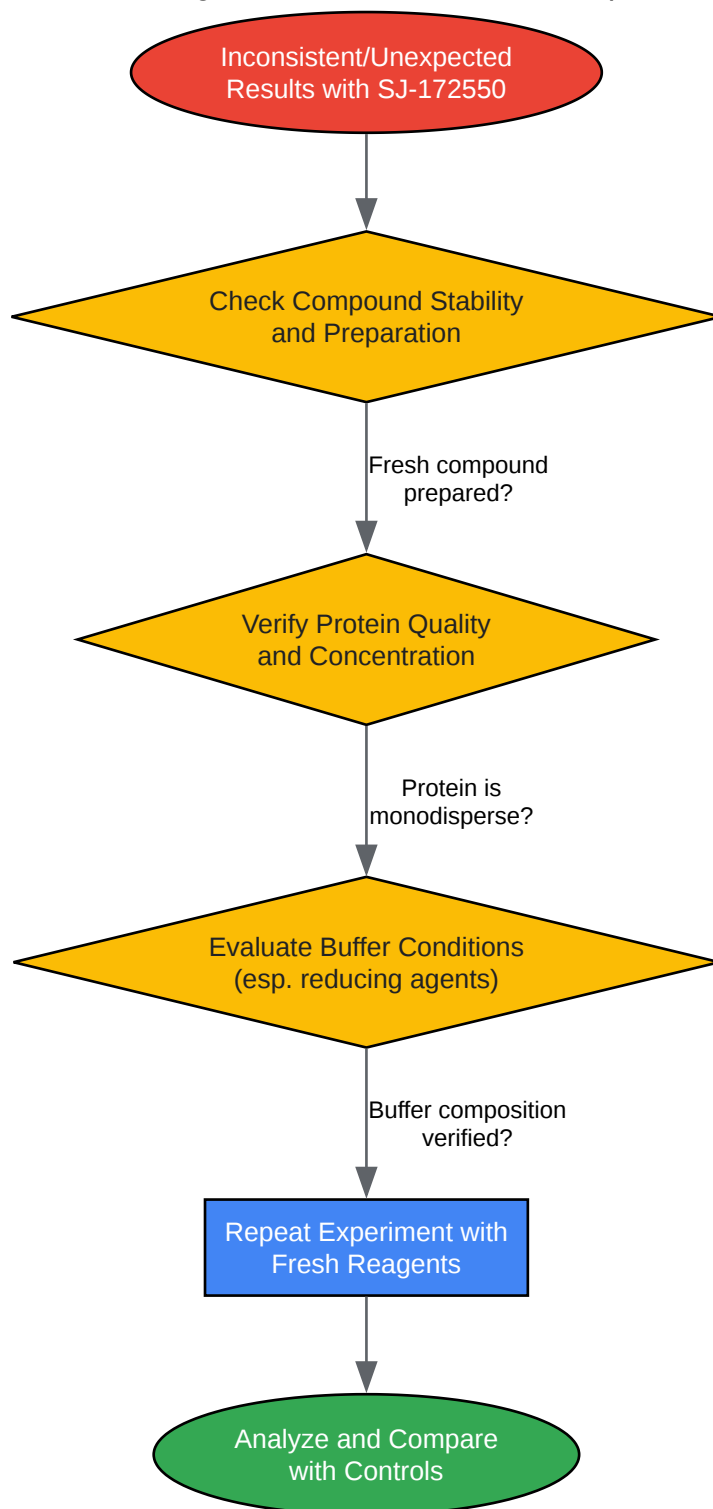 Inconsistent/Unexpected
Results with SJ-172550
Check Compound Stability
and Preparation
Fresh compound
prepared?
Verify Protein Quality
and Concentration
Protein is
monodisperse?
Evaluate Buffer Conditions
(esp. reducing agents)
Buffer composition
verified?
Repeat Experiment with
Fresh Reagents
Analyze and Compare
with Controls